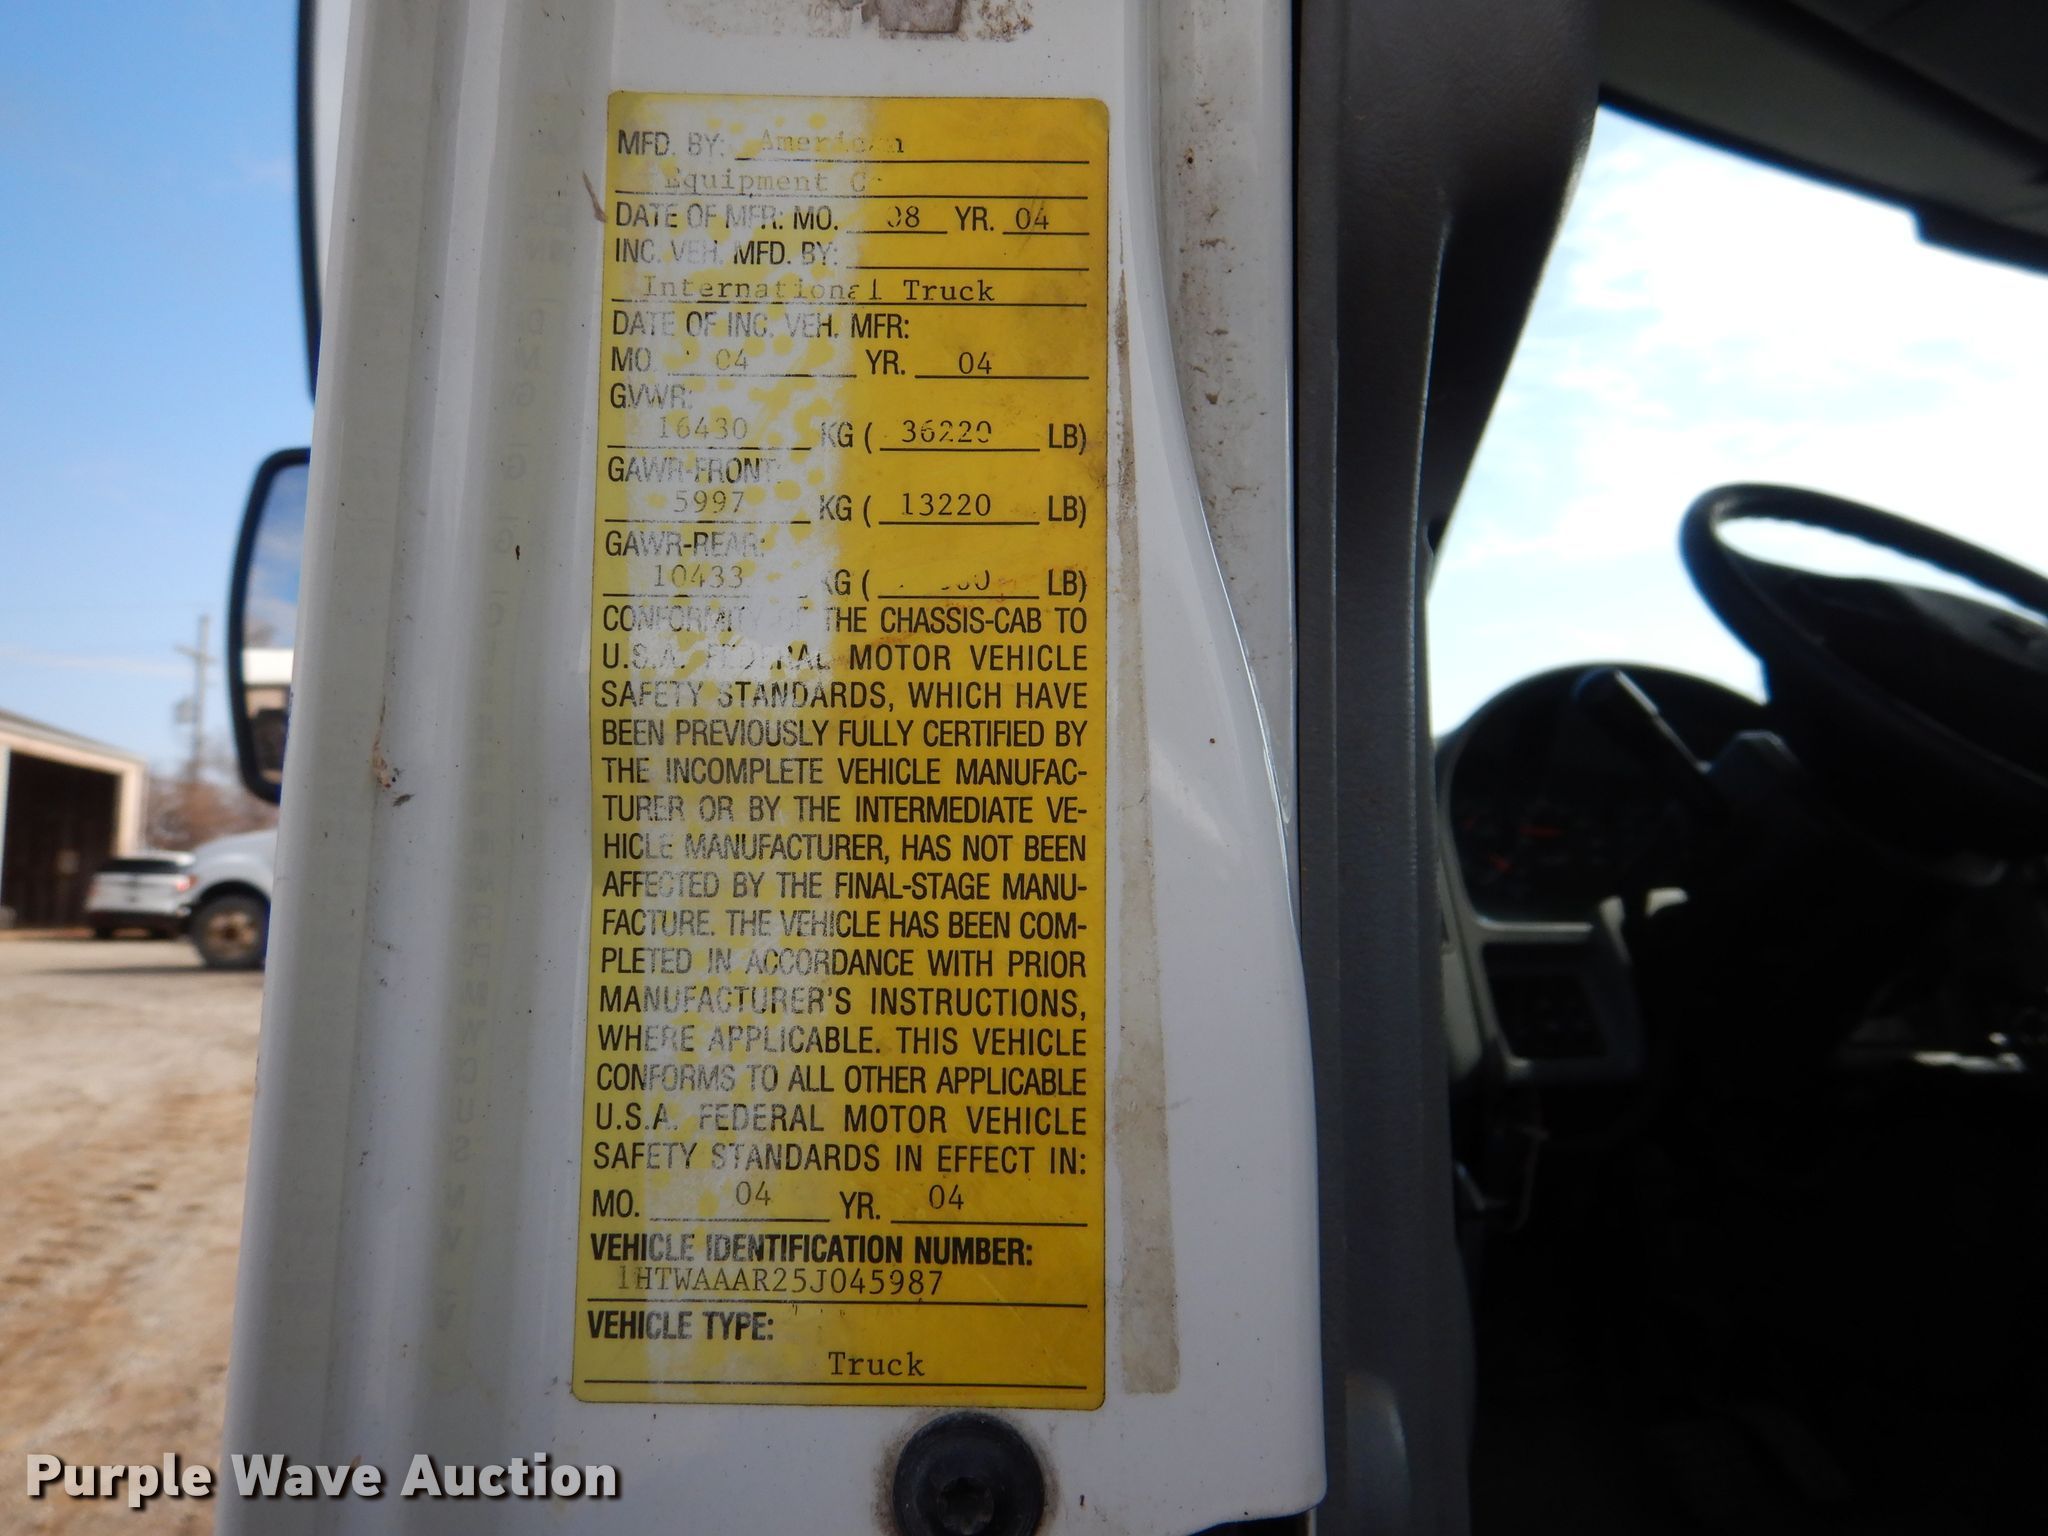 MFD. BY: American
Equipment C
DATE OF MFR: MO. 08 YR. 04
INC. VEH. MFD. BY:
International Truck
DATE OF INC. VEH. MFR:
MO. 04 YR. 04
GVWR:
16430 KG ( 36220 LB)
GAWR-FRONT:
5997 KG ( 13220 LB)
GAWR-REAR:
10433 KG ( LB)
CONFORMITY OF THE CHASSIS-CAB TO
U.S.A. FEDERAL MOTOR VEHICLE
SAFETY STANDARDS, WHICH HAVE
BEEN PREVIOUSLY FULLY CERTIFIED BY
THE INCOMPLETE VEHICLE MANUFAC-
TURER OR BY THE INTERMEDIATE VE-
HICLE MANUFACTURER, HAS NOT BEEN
AFFECTED BY THE FINAL-STAGE MANU-
FACTURE. THE VEHICLE HAS BEEN COM-
PLETED IN ACCORDANCE WITH PRIOR
MANUFACTURER'S INSTRUCTIONS,
WHERE APPLICABLE. THIS VEHICLE
CONFORMS TO ALL OTHER APPLICABLE
U.S.A. FEDERAL MOTOR VEHICLE
SAFETY STANDARDS IN EFFECT IN:
MO. 04 YR. 04
VEHICLE IDENTIFICATION NUMBER:
1HTWAAAR25J045987
VEHICLE TYPE:
Truck
Purple Wave Auction